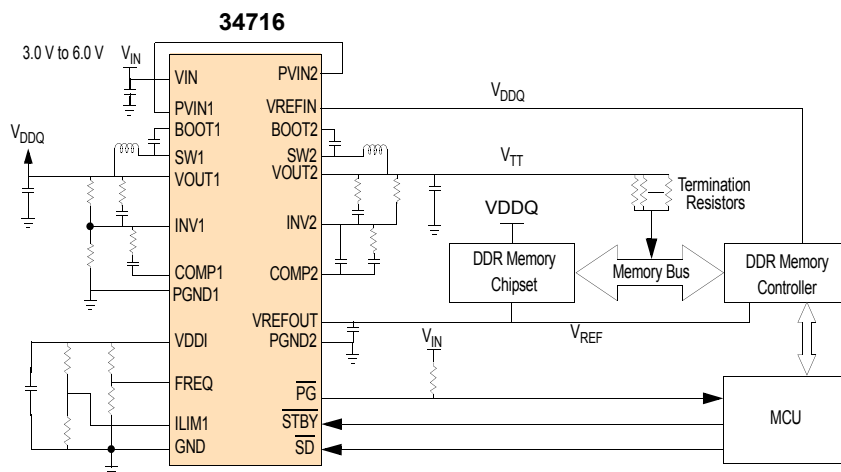 34716
3.0 V to 6.0 V
VIN
VIN
PVIN2
PVIN1
VREFIN
VDDQ
BOOT1
BOOT2
VDDQ
SW1
SW2
VTT
VOUT1
VOUT2
Termination
Resistors
VDDQ
INV1
INV2
DDR Memory
Chipset
Memory Bus
DDR Memory
Controller
COMP1
COMP2
PGND1
VREFOUT
VREF
VDDI
PGND2
VIN
FREQ
PG
MCU
ILIM1
STBY
GND
SD